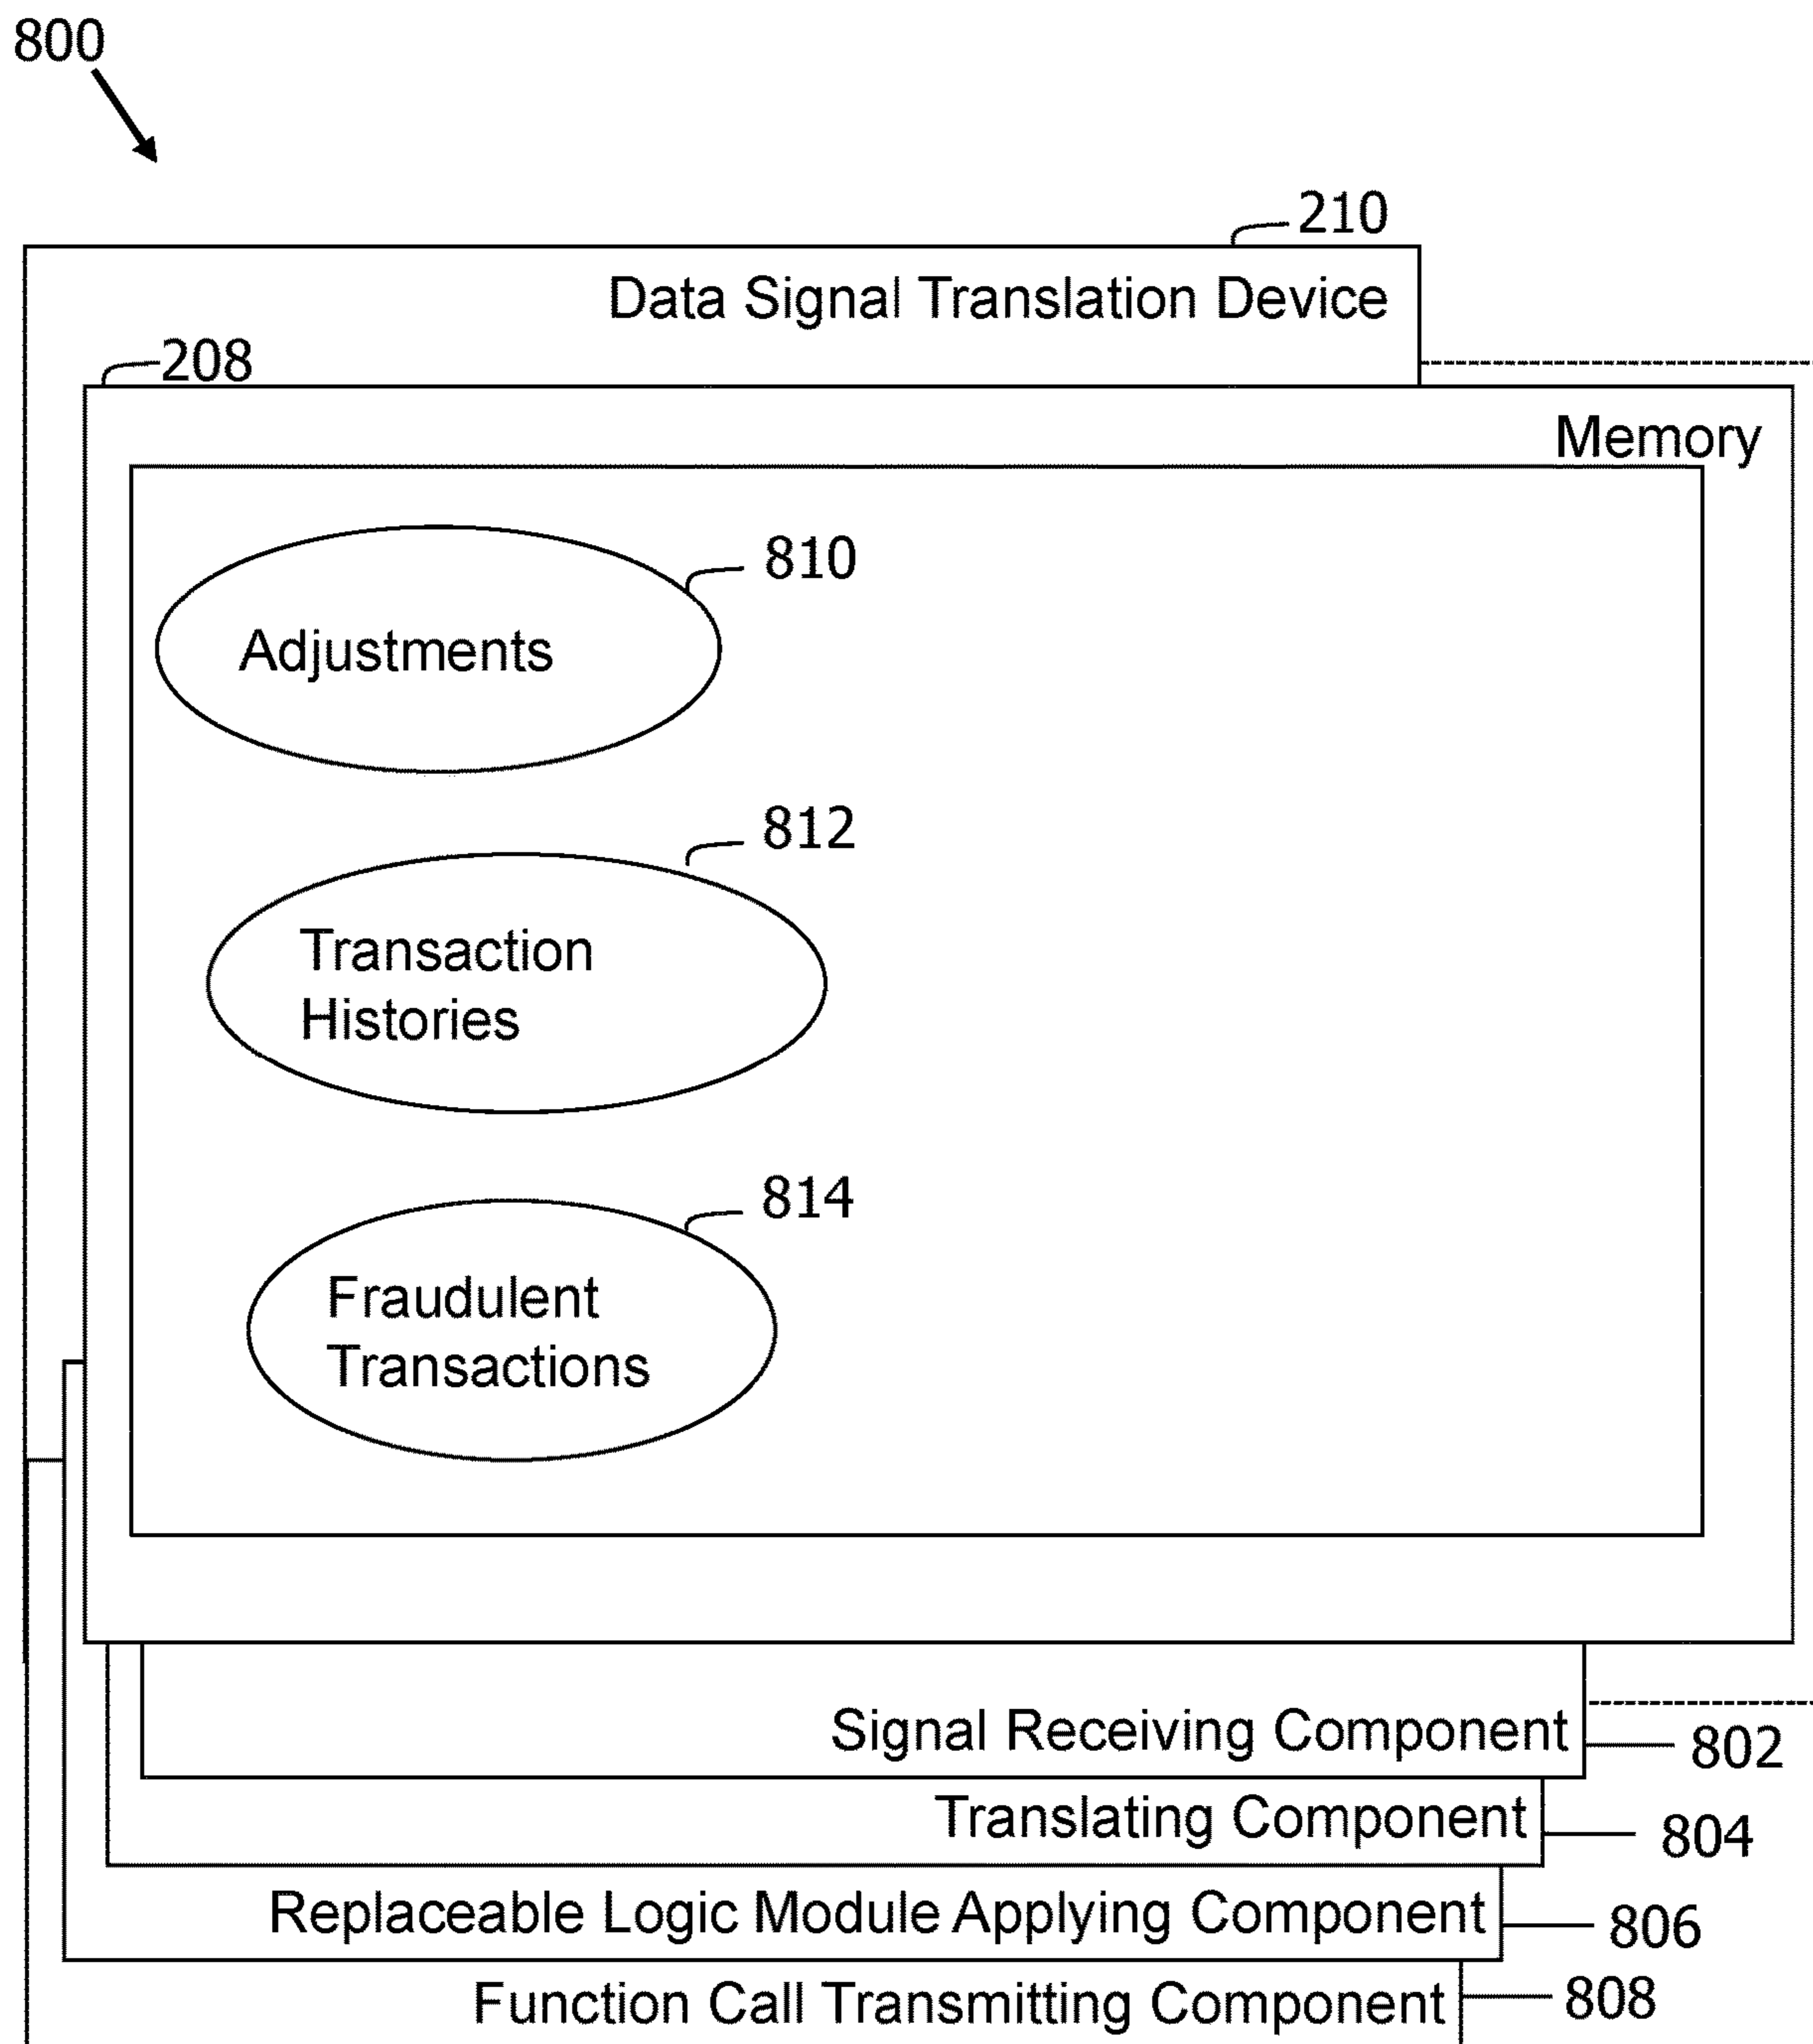 800
210
Data Signal Translation Device
208
Memory
810
Adjustments
812
Transaction
Histories
814
Fraudulent
Transactions
Signal Receiving Component
802
Translating Component
804
Replaceable Logic Module Applying Component
806
Function Call Transmitting Component
808